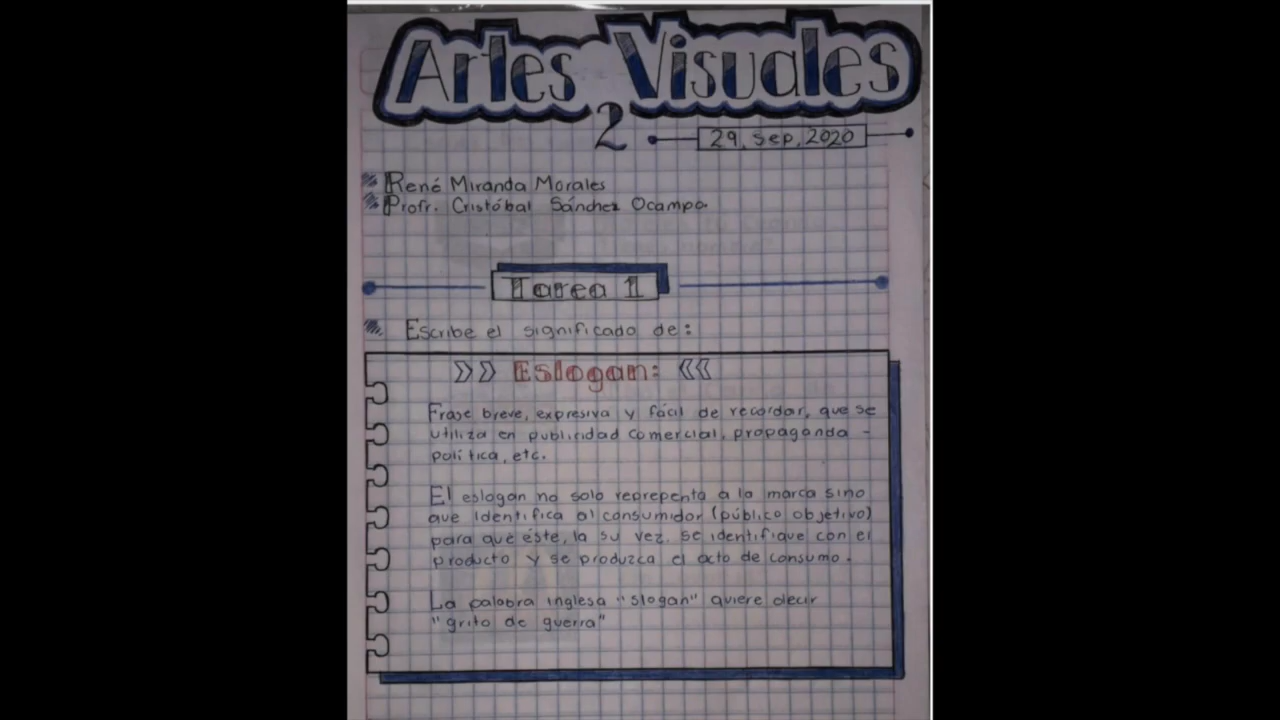 Artes Visuales
2
29, sep, 2020
René Miranda Morales
Profr. Cristóbal Sánchez Ocampo.
Tarea 1
Escribe el significado de:
>> Eslogan: <<
Frase breve, expresiva y fácil de recordar, que se
utiliza en publicidad comercial, propaganda -
política, etc.
El eslogan no solo reprepenta a la marca sino
que identifica al consumidor (público objetivo)
para que éste, la su vez, se identifique con el
producto y se produzca el acto de consumo.
La palabra inglesa "slogan" quiere decir
"grito de guerra"